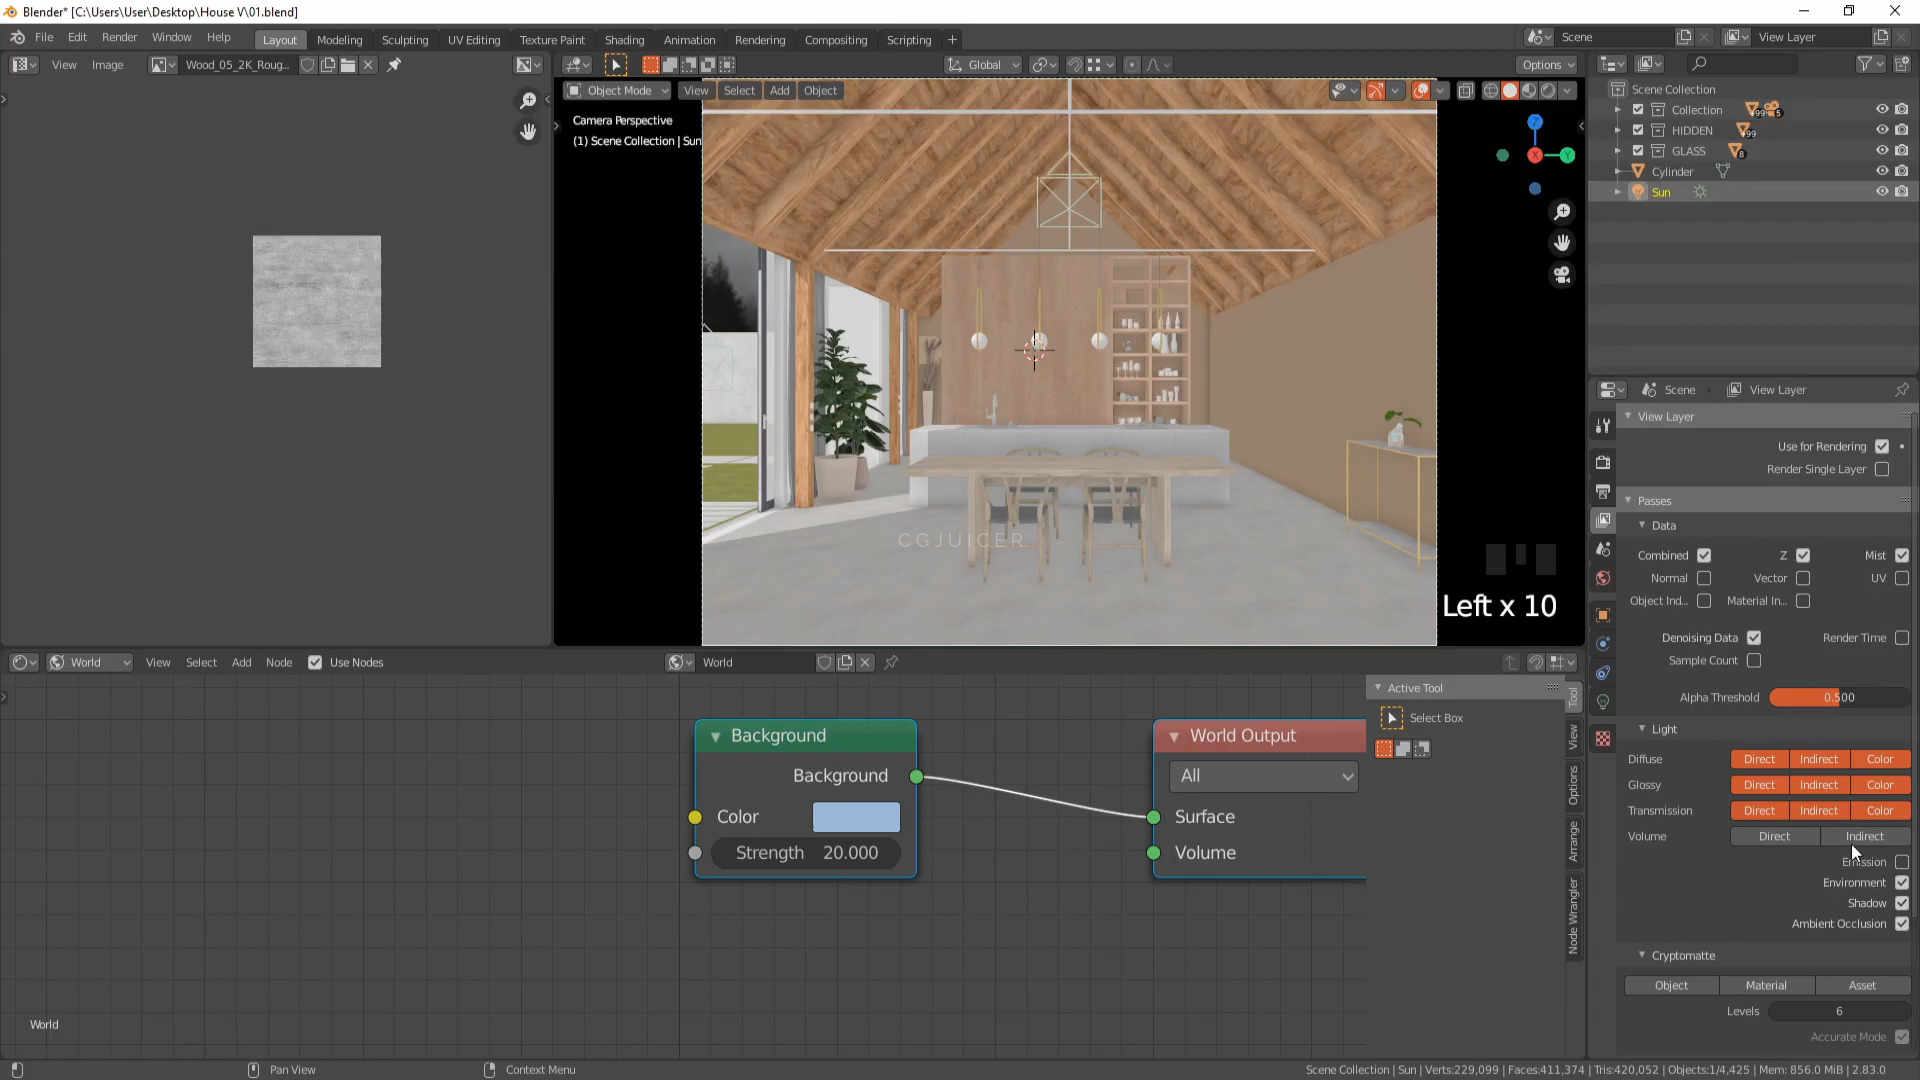 Blender* [C:\Users\User\Desktop\House V\01.blend]
File Edit Render Window Help
Layout Modeling Sculpting UV Editing Texture Paint Shading Animation Rendering Compositing Scripting +
Scene View Layer
View Image Wood_05_2K_Roug...
Global Options
Object Mode View Select Add Object
Camera Perspective
(1) Scene Collection | Sun
Z
X
Y
CGJUICER
Left x 10
Scene Collection
Collection 99 5
HIDDEN 99
GLASS 8
Cylinder
Sun
Scene View Layer
View Layer
Use for Rendering
Render Single Layer
Passes
Data
Combined Z Mist
Normal Vector UV
Object Ind... Material In...
Denoising Data Render Time
Sample Count
Alpha Threshold 0.500
Light
Diffuse Direct Indirect Color
Glossy Direct Indirect Color
Transmission Direct Indirect Color
Volume Direct Indirect
Emission
Environment
Shadow
Ambient Occlusion
Cryptomatte
Object Material Asset
Levels 6
Accurate Mode
World View Select Add Node Use Nodes World
Background
Background
Color
Strength 20.000
World Output
All
Surface
Volume
Active Tool
Select Box
Tool
View
Options
Arrange
Node Wrangler
World
Pan View Context Menu
Scene Collection | Sun | Verts:229,099 | Faces:411,374 | Tris:420,052 | Objects:1/4,425 | Mem: 856.0 MiB | 2.83.0